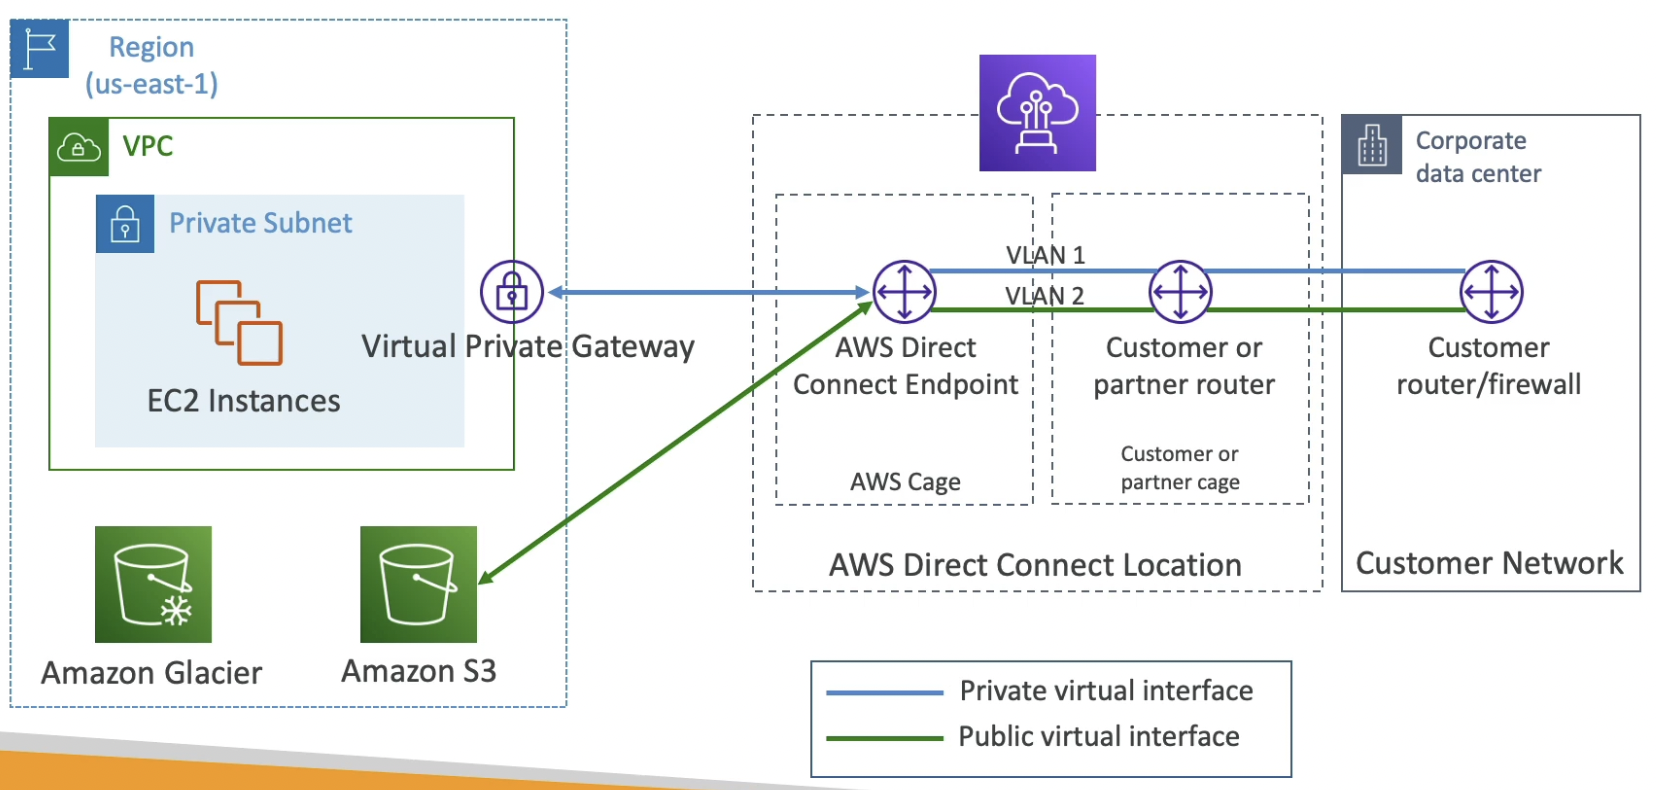 Region
(us-east-1)
VPC
Private Subnet
EC2 Instances
Virtual Private Gateway
Amazon Glacier
Amazon S3
VLAN 1
VLAN 2
AWS Direct
Connect Endpoint
AWS Cage
Customer or
partner router
Customer or
partner cage
AWS Direct Connect Location
Corporate
data center
Customer
router/firewall
Customer Network
Private virtual interface
Public virtual interface